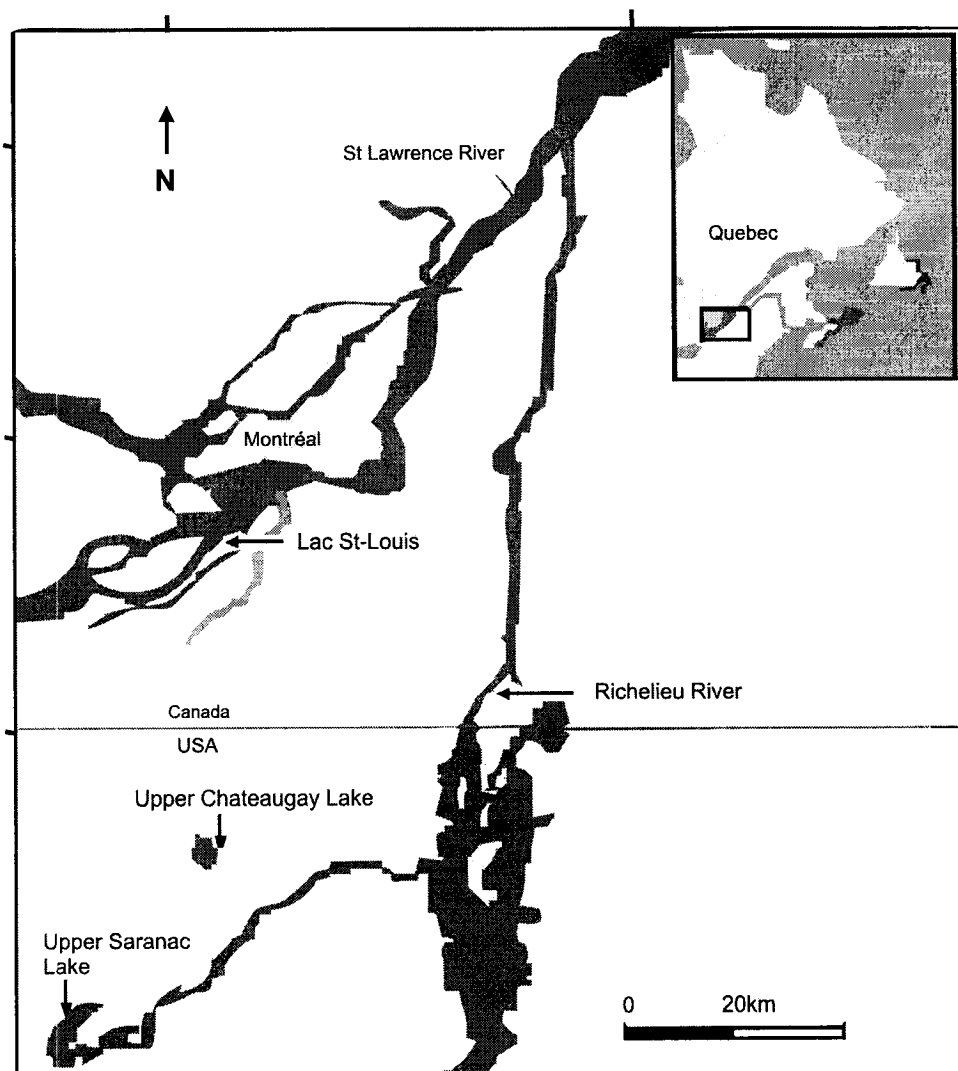 St Lawrence River
N
Quebec
Montréal
Lac St-Louis
Richelieu River
Canada
USA
Upper Chateaugay Lake
Upper Saranac
Lake
0 20km